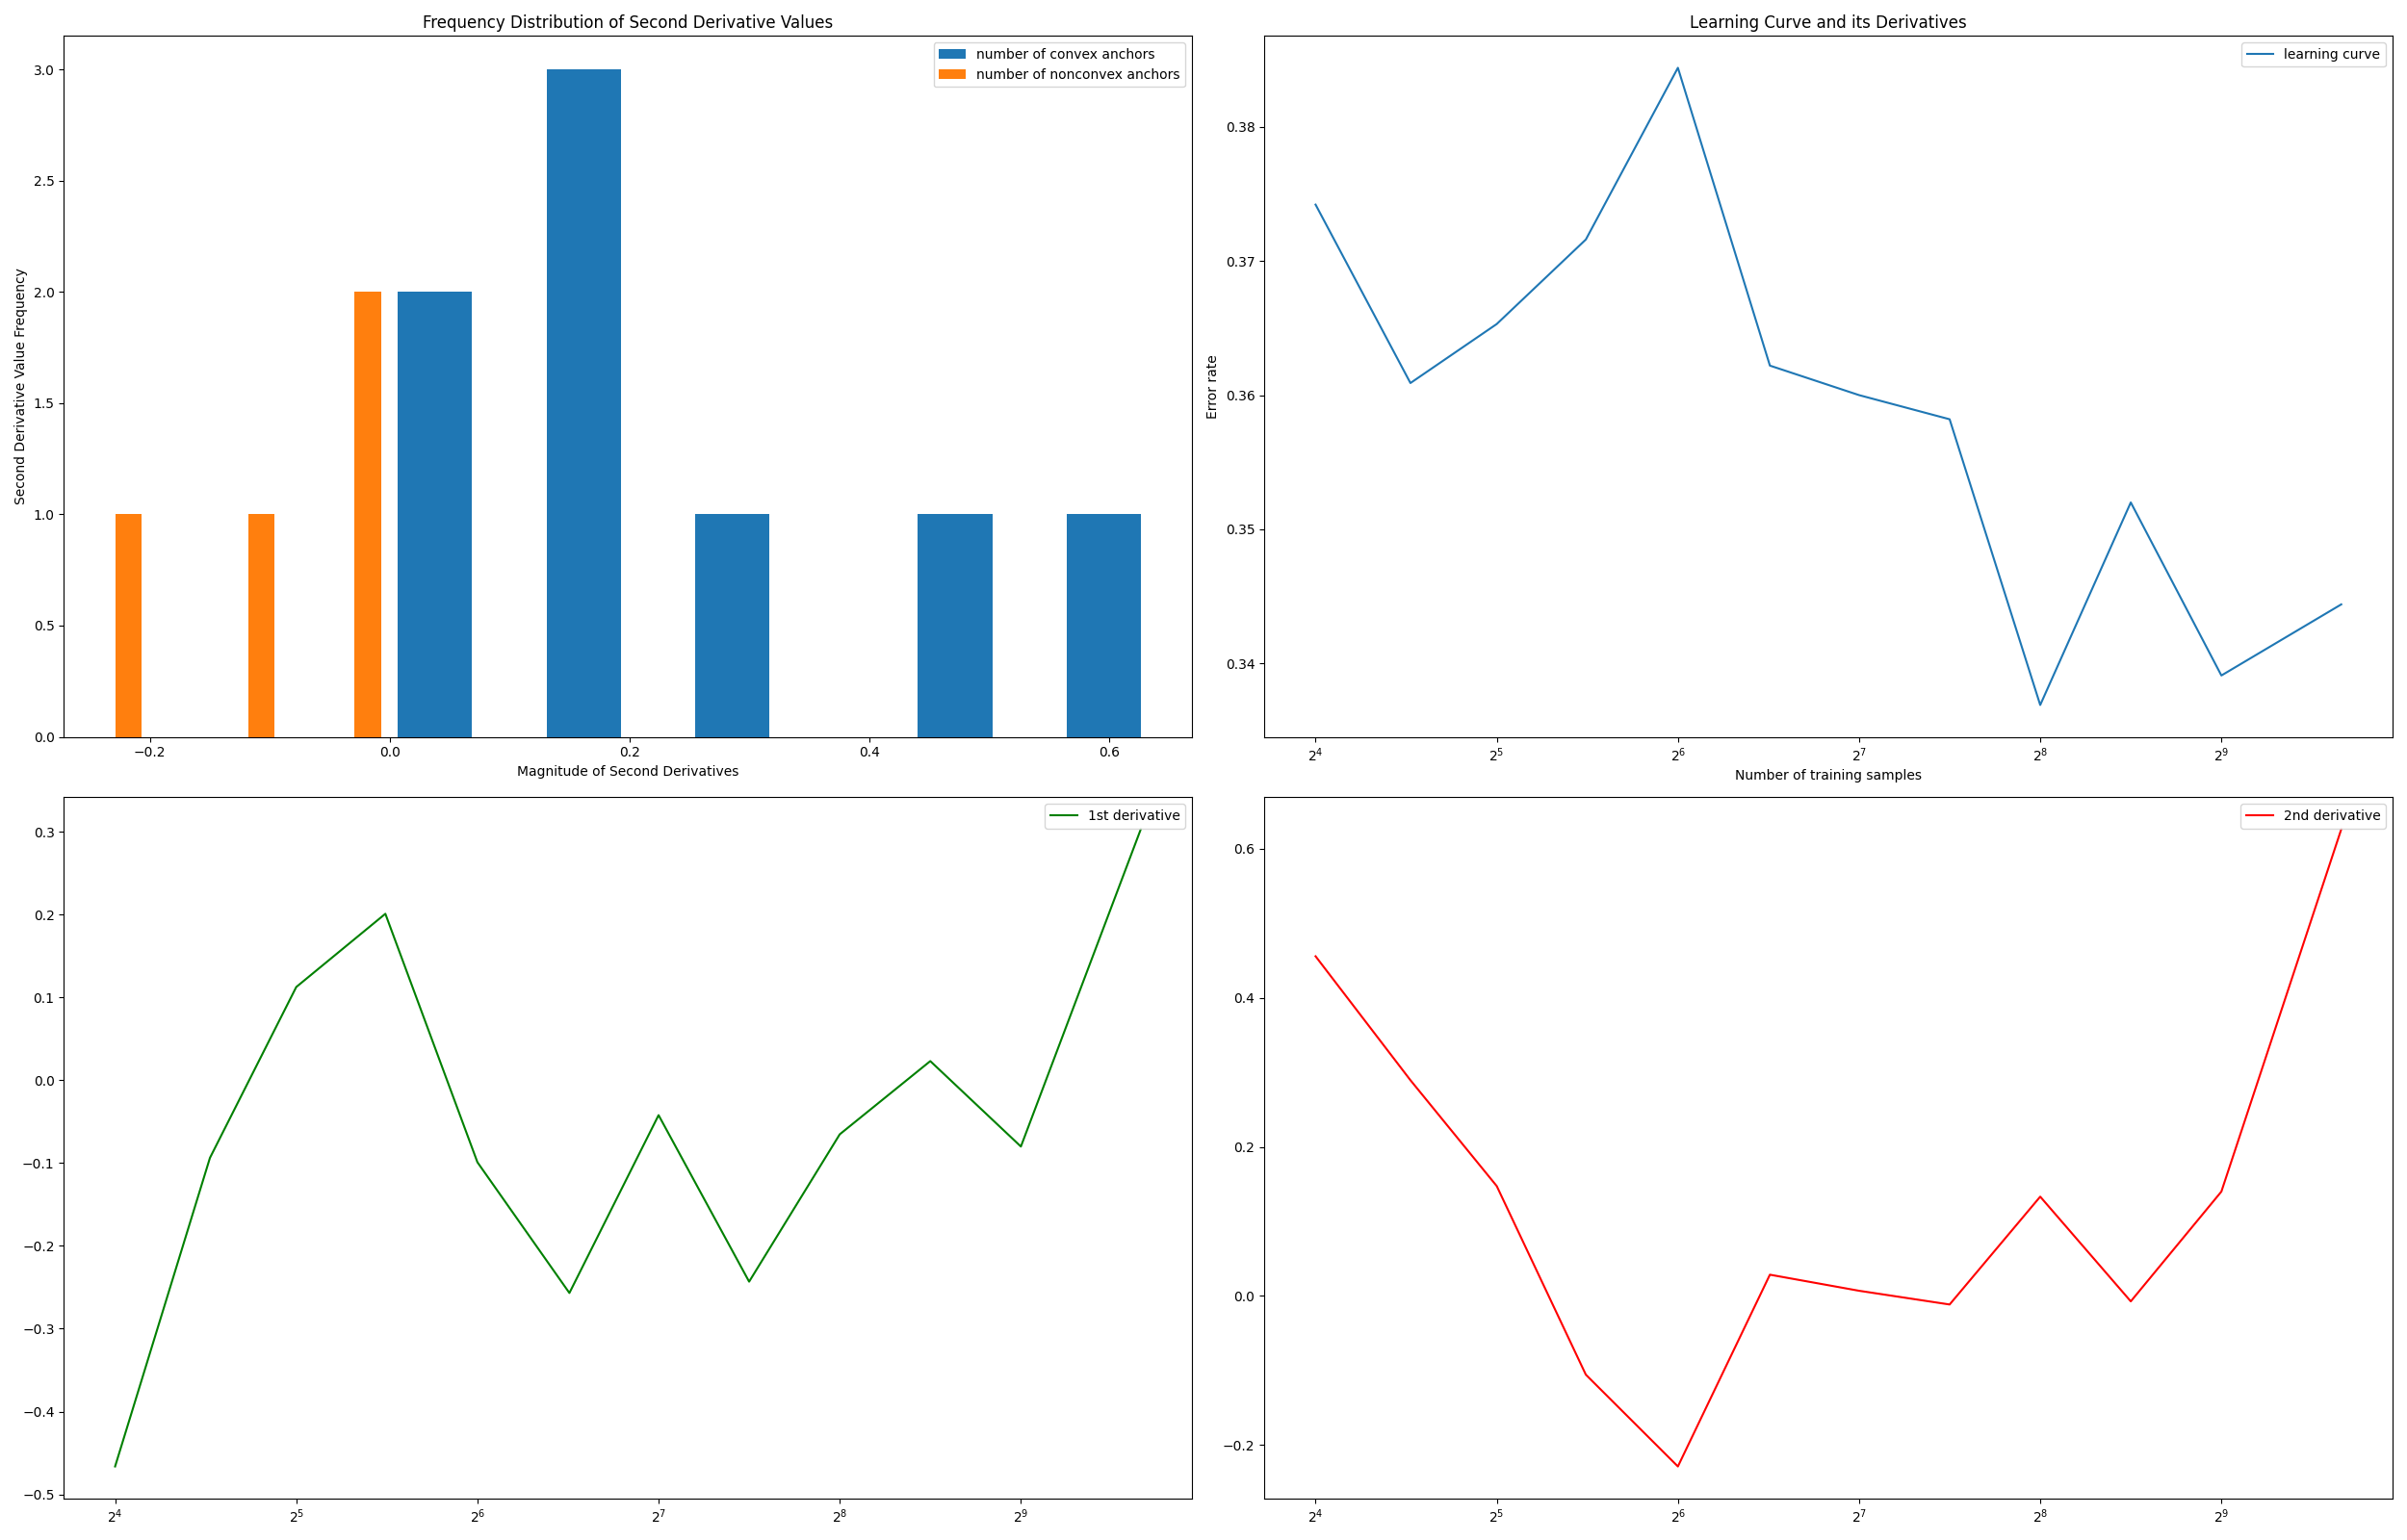 Frequency Distribution of Second Derivative Values
number of convex anchors
number of nonconvex anchors
Second Derivative Value Frequency
3.0
2.5
2.0
1.5
1.0
0.5
0.0
−0.2 0.0 0.2 0.4 0.6
Magnitude of Second Derivatives
Learning Curve and its Derivatives
learning curve
Error rate
0.38
0.37
0.36
0.35
0.34
2⁴ 2⁵ 2⁶ 2⁷ 2⁸ 2⁹
Number of training samples
1st derivative
0.3
0.2
0.1
0.0
−0.1
−0.2
−0.3
−0.4
−0.5
2⁴ 2⁵ 2⁶ 2⁷ 2⁸ 2⁹
2nd derivative
0.6
0.4
0.2
0.0
−0.2
2⁴ 2⁵ 2⁶ 2⁷ 2⁸ 2⁹